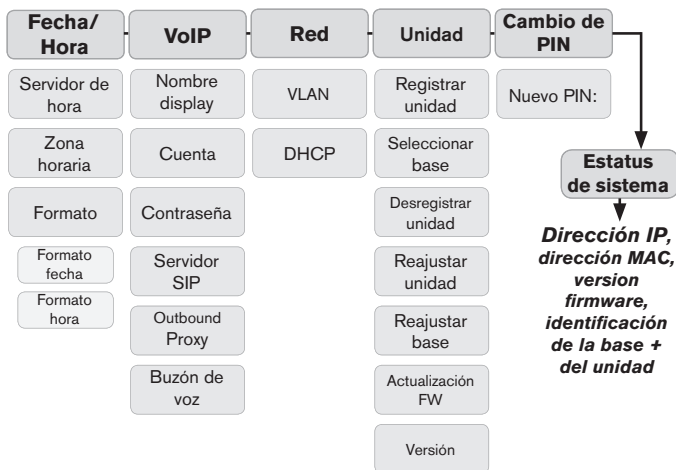 Fecha/
Hora
Servidor de
hora
Zona
horaria
Formato
Formato
fecha
Formato
hora
VoIP
Nombre
display
Cuenta
Contraseña
Servidor
SIP
Outbound
Proxy
Buzón de
voz
Red
VLAN
DHCP
Unidad
Registrar
unidad
Seleccionar
base
Desregistrar
unidad
Reajustar
unidad
Reajustar
base
Actualización
FW
Versión
Cambio de
PIN
Nuevo PIN:
Estatus
de sistema
Dirección IP,
dirección MAC,
version
firmware,
identificación
de la base +
del unidad